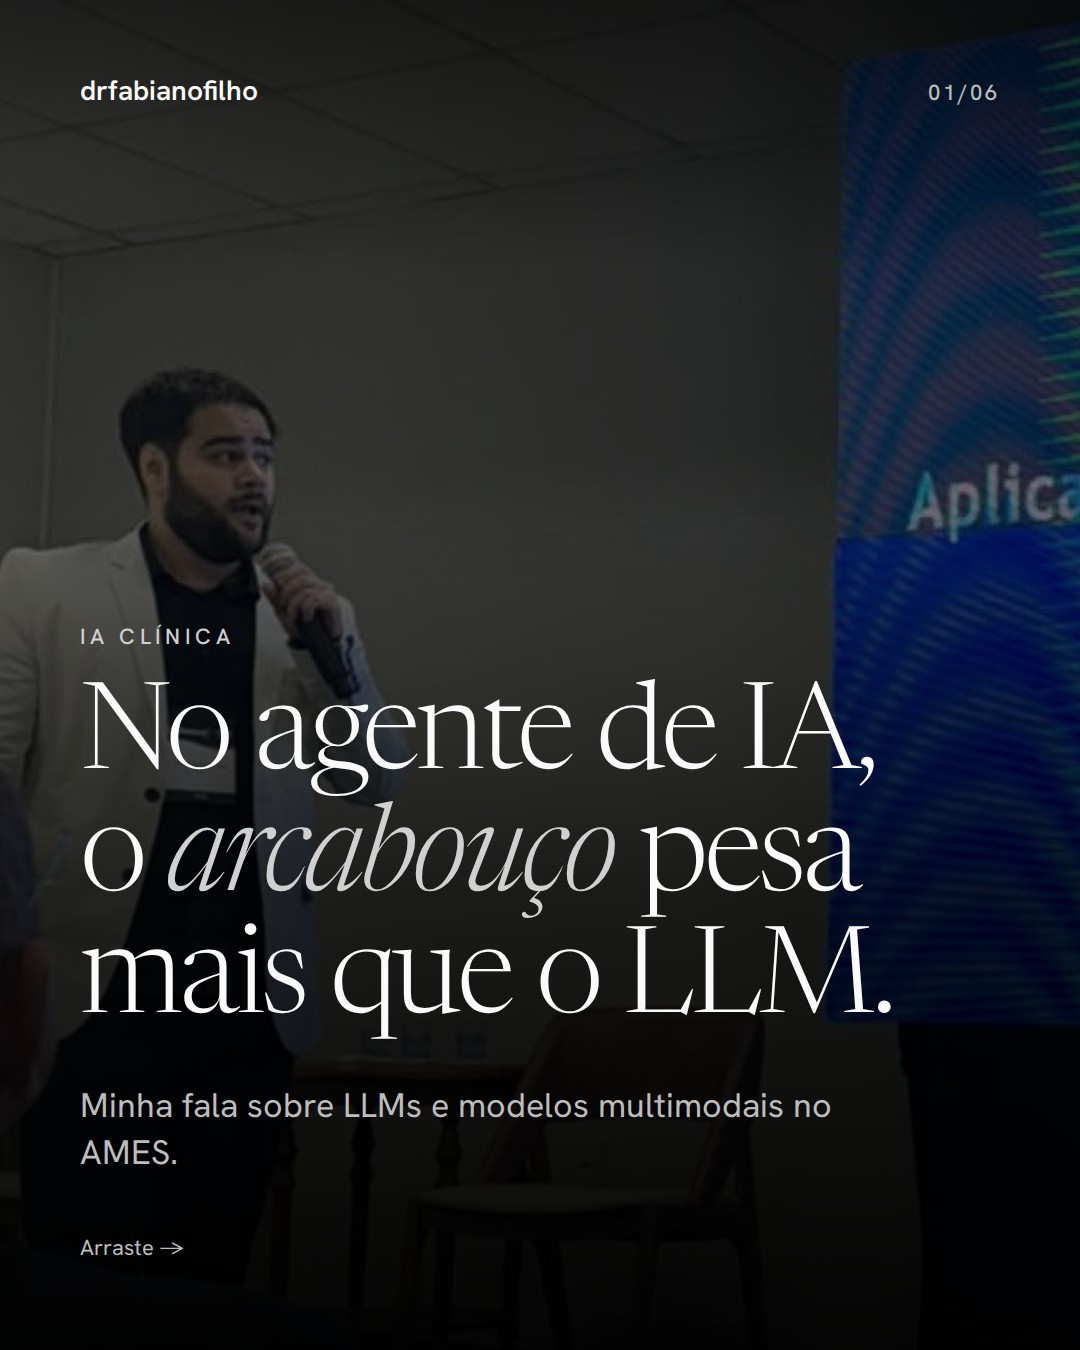 drfabianofilho
01/06
Aplica
IA CLÍNICA
No agente de IA,
o arcabouço pesa
mais que o LLM.
Minha fala sobre LLMs e modelos multimodais no
AMES.
Arraste →